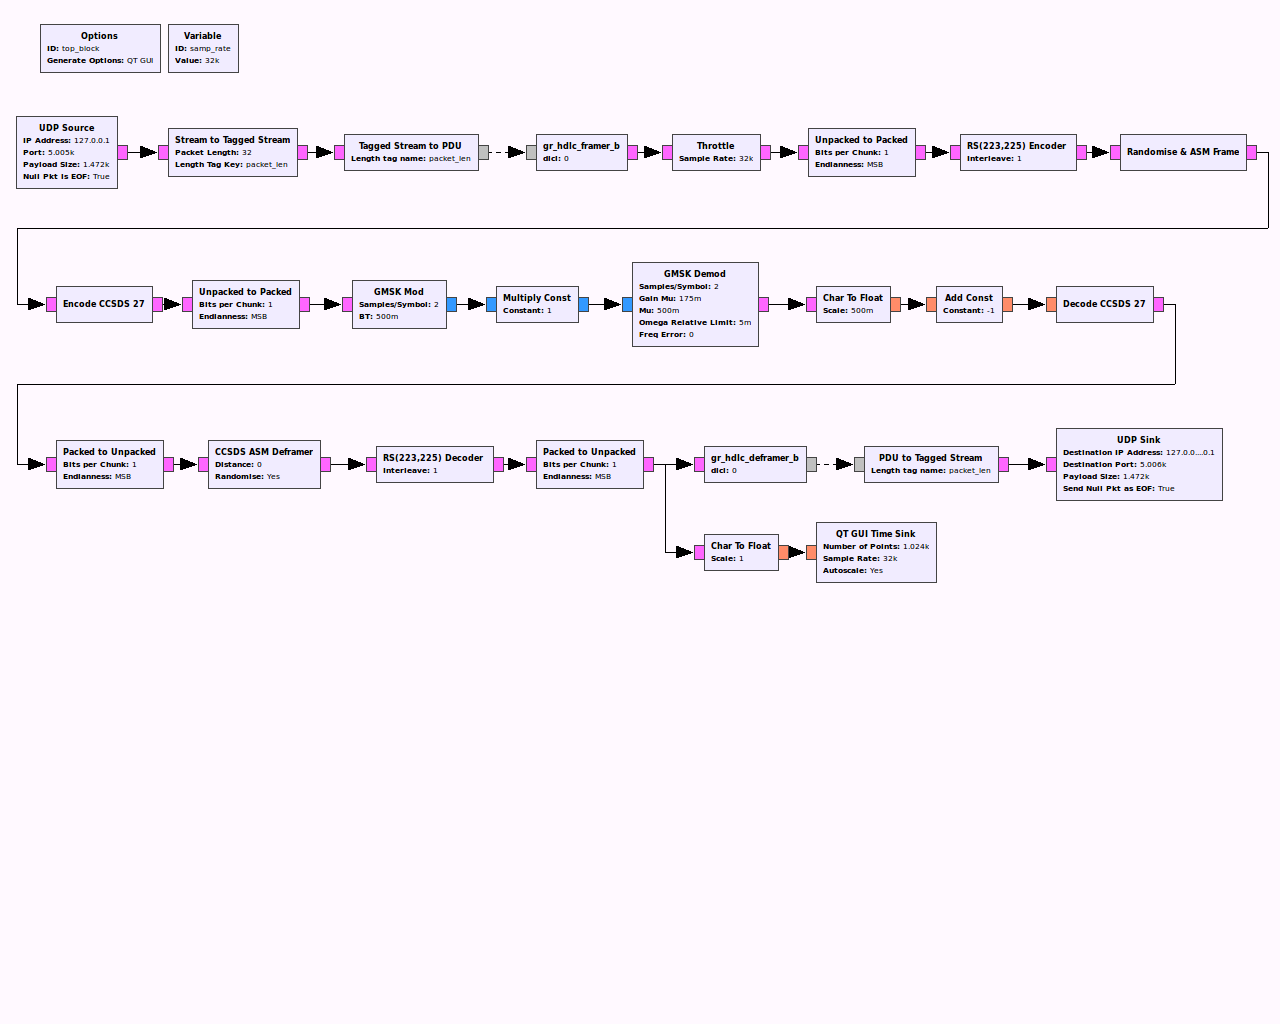 Options
ID: top_block
Generate Options: QT GUI
Variable
ID: samp_rate
Value: 32k
UDP Source
IP Address: 127.0.0.1
Port: 5.005k
Payload Size: 1.472k
Null Pkt is EOF: True
Stream to Tagged Stream
Packet Length: 32
Length Tag Key: packet_len
Tagged Stream to PDU
Length tag name: packet_len
gr_hdlc_framer_b
dlci: 0
Throttle
Sample Rate: 32k
Unpacked to Packed
Bits per Chunk: 1
Endianness: MSB
RS(223,225) Encoder
Interleave: 1
Randomise & ASM Frame
Encode CCSDS 27
Unpacked to Packed
Bits per Chunk: 1
Endianness: MSB
GMSK Mod
Samples/Symbol: 2
BT: 500m
Multiply Const
Constant: 1
GMSK Demod
Samples/Symbol: 2
Gain Mu: 175m
Mu: 500m
Omega Relative Limit: 5m
Freq Error: 0
Char To Float
Scale: 500m
Add Const
Constant: -1
Decode CCSDS 27
Packed to Unpacked
Bits per Chunk: 1
Endianness: MSB
CCSDS ASM Deframer
Distance: 0
Randomise: Yes
RS(223,225) Decoder
Interleave: 1
Packed to Unpacked
Bits per Chunk: 1
Endianness: MSB
gr_hdlc_deframer_b
dlci: 0
PDU to Tagged Stream
Length tag name: packet_len
UDP Sink
Destination IP Address: 127.0.0....0.1
Destination Port: 5.006k
Payload Size: 1.472k
Send Null Pkt as EOF: True
Char To Float
Scale: 1
QT GUI Time Sink
Number of Points: 1.024k
Sample Rate: 32k
Autoscale: Yes